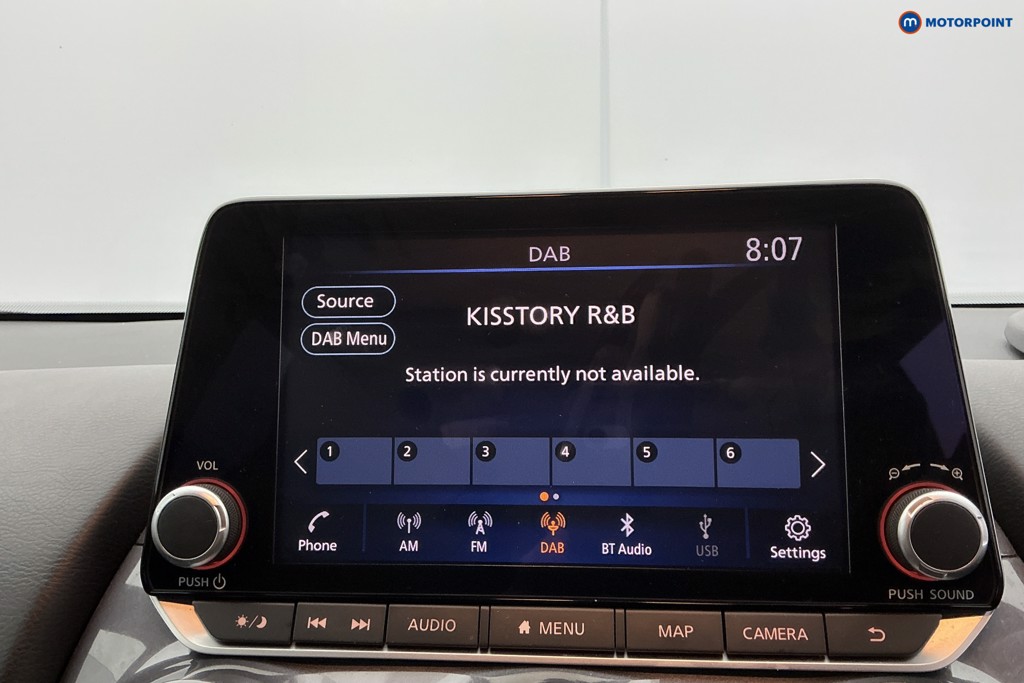 m MOTORPOINT
DAB 8:07
Source
KISSTORY R&B
DAB Menu
Station is currently not available.
1 2 3 4 5 6
VOL
Phone AM FM DAB BT Audio USB Settings
PUSH
PUSH SOUND
AUDIO MENU MAP CAMERA